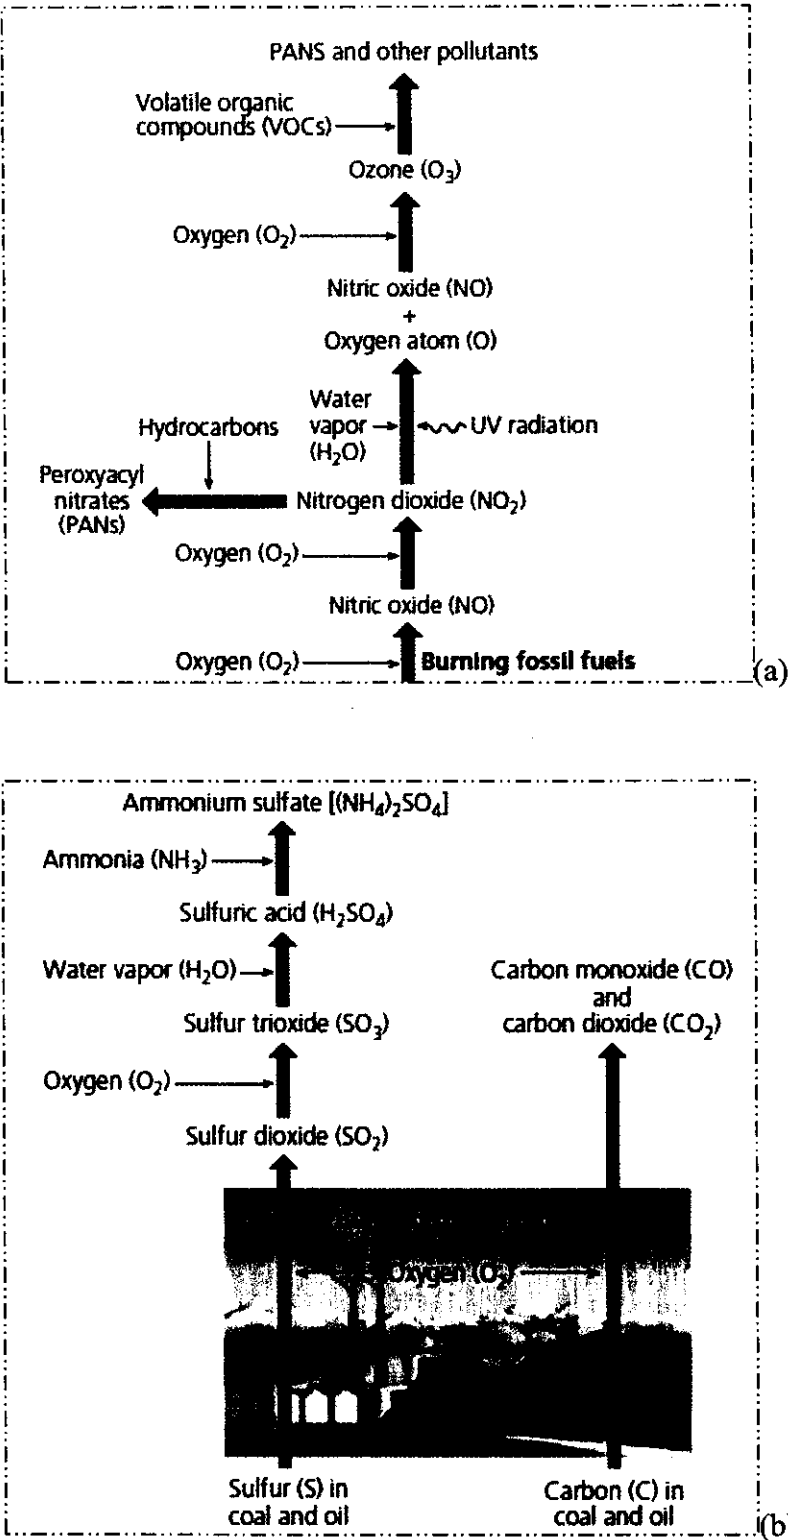 PANS and other pollutants
Volatile organic
compounds (VOCs)
Ozone (O₃)
Oxygen (O₂)
Nitric oxide (NO)
+
Oxygen atom (O)
Water
vapor
(H₂O)
UV radiation
Hydrocarbons
Peroxyacyl
nitrates
(PANs)
Nitrogen dioxide (NO₂)
Oxygen (O₂)
Nitric oxide (NO)
Oxygen (O₂)
Burning fossil fuels
(a)
Ammonium sulfate [(NH₄)₂SO₄]
Ammonia (NH₃)
Sulfuric acid (H₂SO₄)
Water vapor (H₂O)
Carbon monoxide (CO)
and
carbon dioxide (CO₂)
Sulfur trioxide (SO₃)
Oxygen (O₂)
Sulfur dioxide (SO₂)
Oxygen (O₂)
Sulfur (S) in
coal and oil
Carbon (C) in
coal and oil
(b